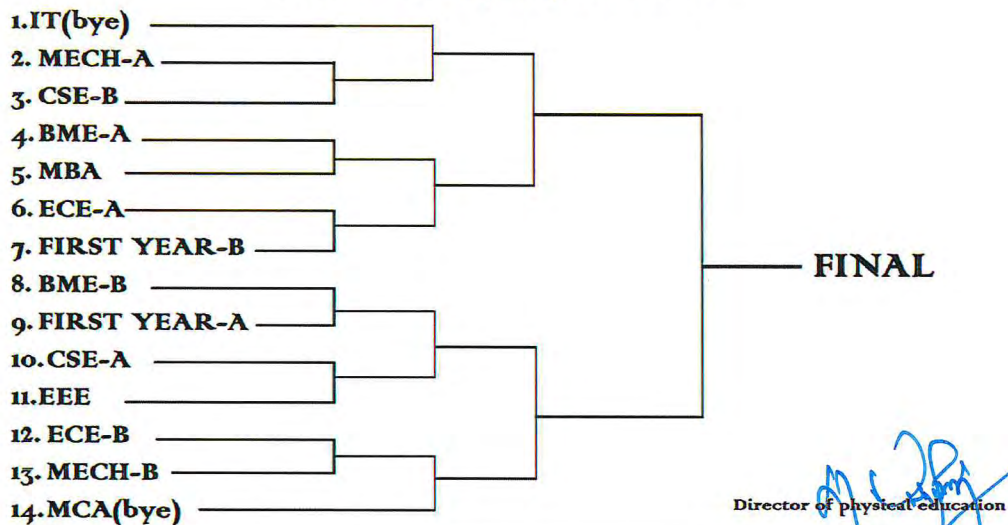 1.IT(bye)
2. MECH-A
3. CSE-B
4. BME-A
5. MBA
6. ECE-A
7. FIRST YEAR-B
8. BME-B
9. FIRST YEAR-A
10.CSE-A
11.EEE
12. ECE-B
13. MECH-B
14.MCA(bye)
FINAL
Director of physical education